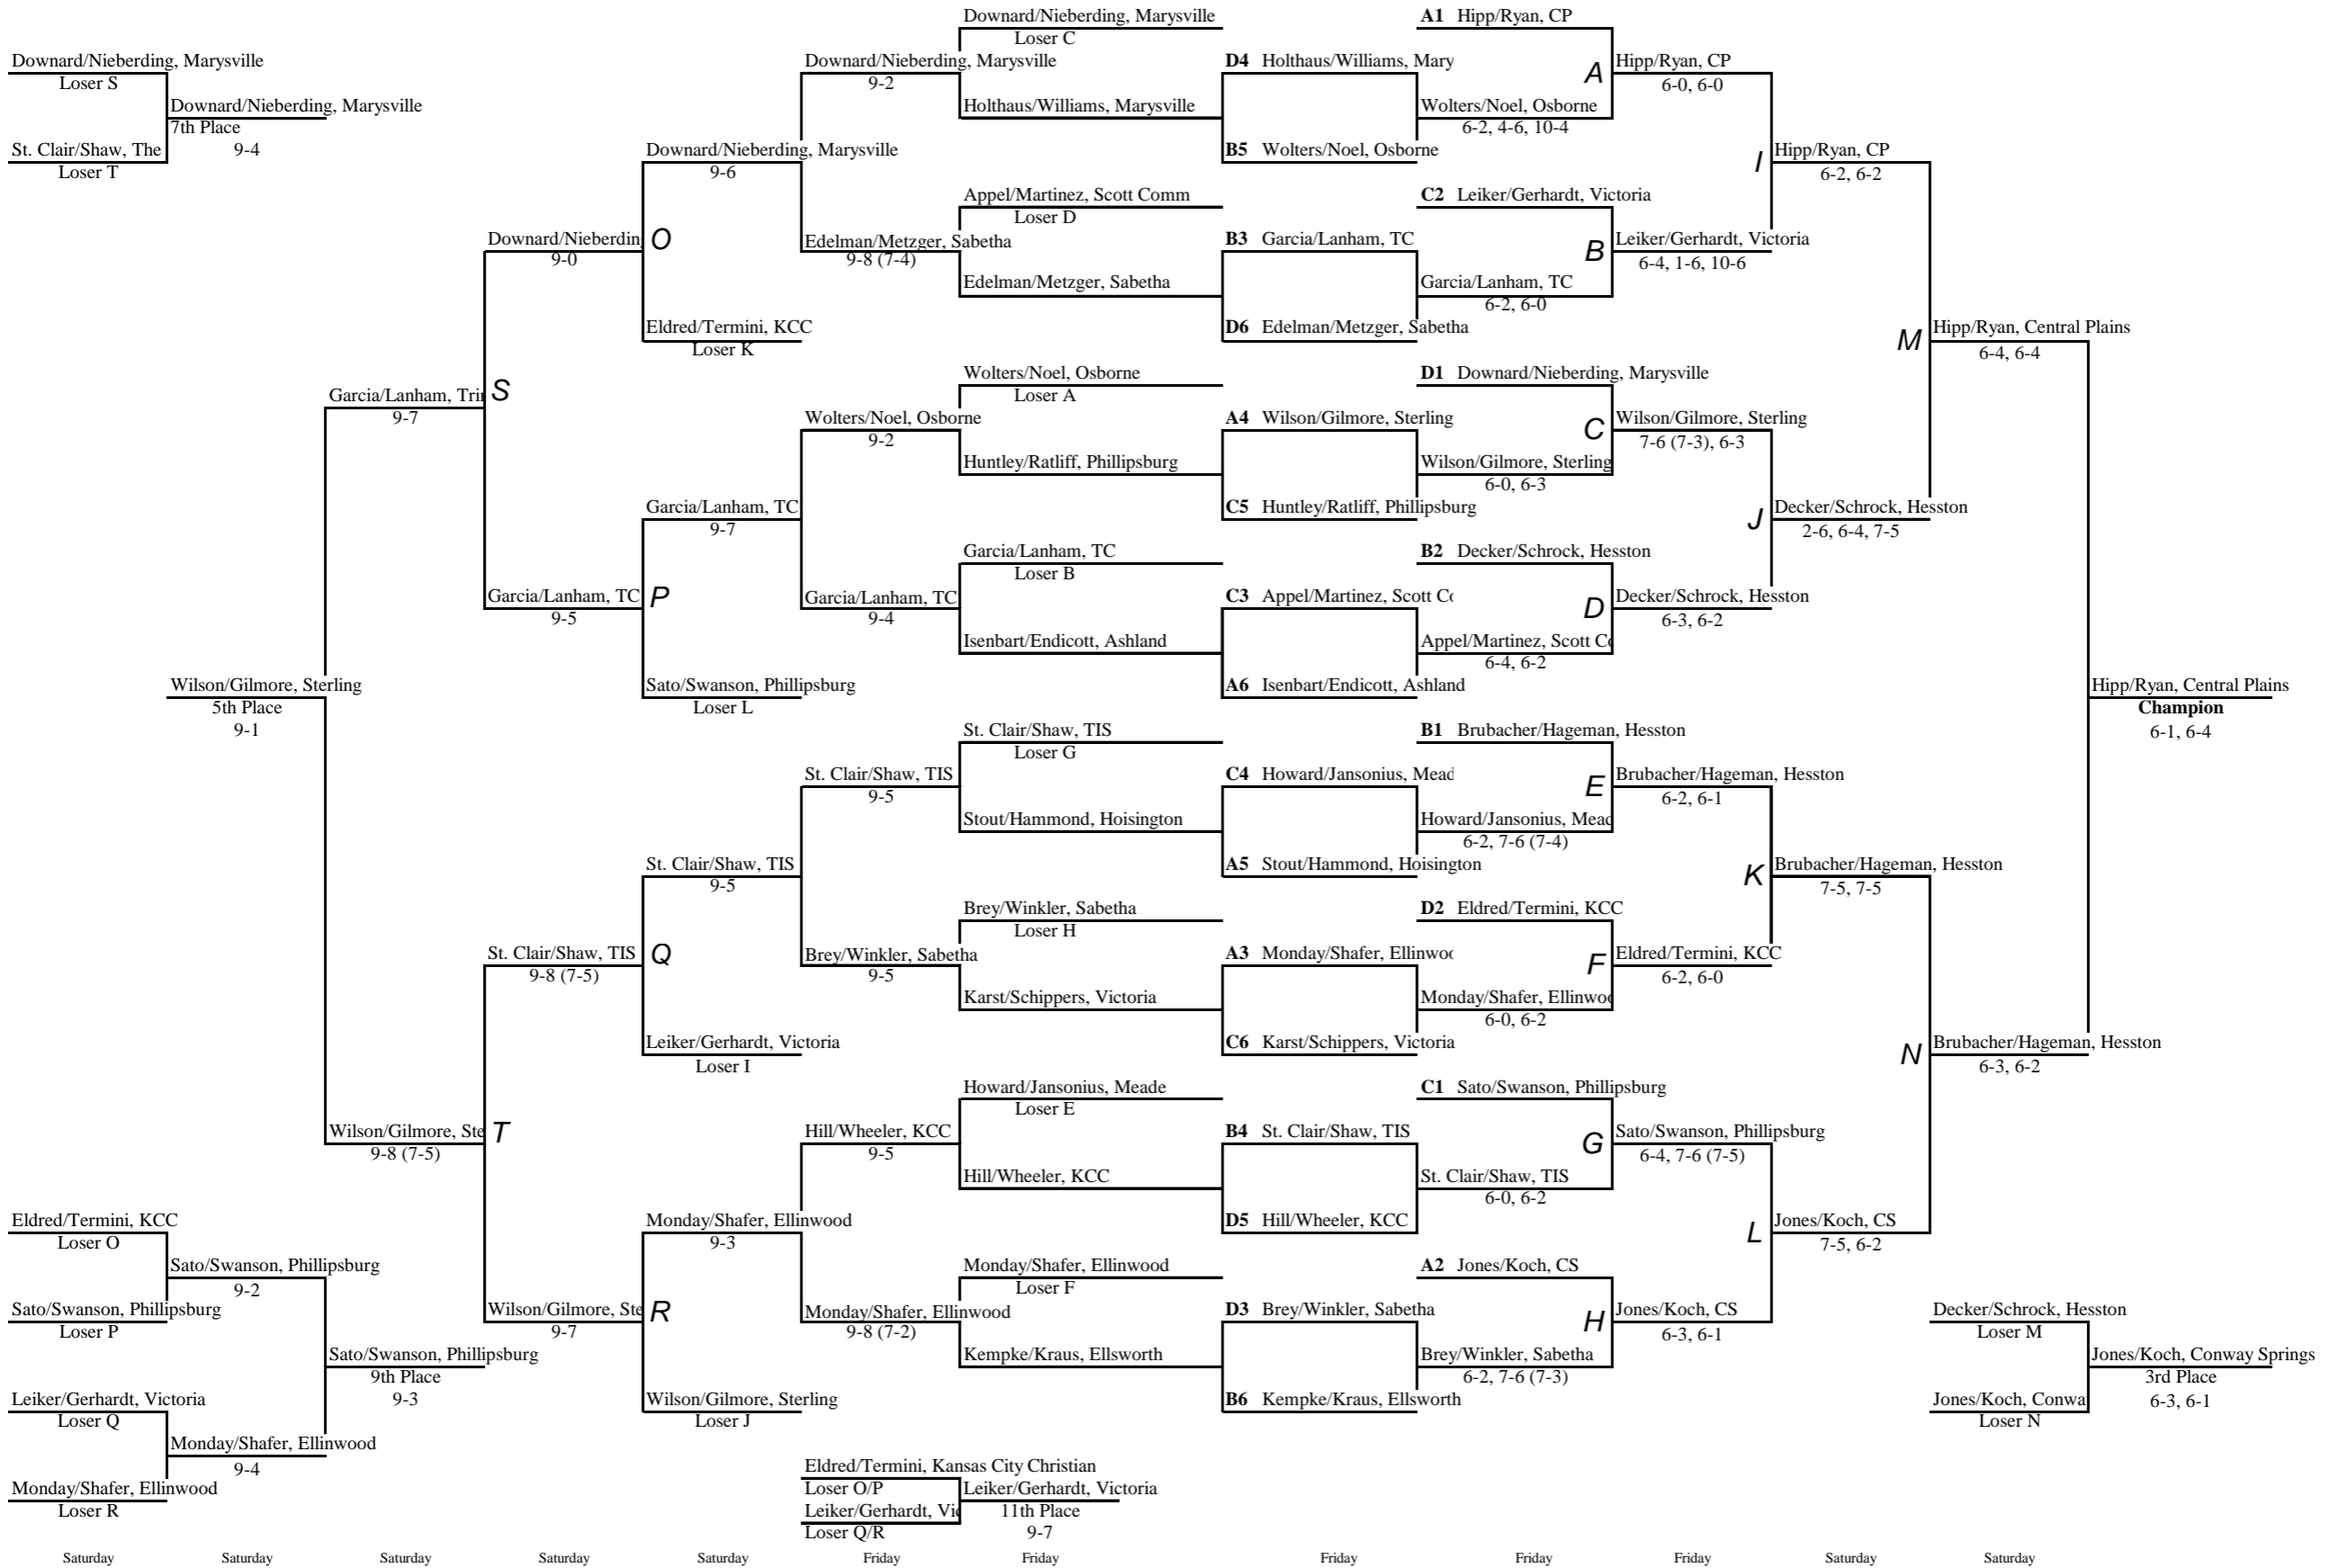 Downard/Nieberding, Marysville
Loser S
St. Clair/Shaw, The
Loser T
Downard/Nieberding, Marysville
7th Place
9-4
Eldred/Termini, KCC
Loser O
Sato/Swanson, Phillipsburg
Loser P
Leiker/Gerhardt, Victoria
Loser Q
Monday/Shafer, Ellinwood
Loser R
Wilson/Gilmore, Sterling
5th Place
9-1
Sato/Swanson, Phillipsburg
9-2
Monday/Shafer, Ellinwood
9-4
Garcia/Lanham, Tri
9-7
Wilson/Gilmore, Ste
9-8 (7-5)
Sato/Swanson, Phillipsburg
9th Place
9-3
S
T
Downard/Nieberdin
9-0
Garcia/Lanham, TC
9-5
St. Clair/Shaw, TIS
9-8 (7-5)
Wilson/Gilmore, Ste
9-7
O
P
Q
R
Downard/Nieberding, Marysville
9-6
Eldred/Termini, KCC
Loser K
Garcia/Lanham, TC
9-7
Sato/Swanson, Phillipsburg
Loser L
St. Clair/Shaw, TIS
9-5
Leiker/Gerhardt, Victoria
Loser I
Monday/Shafer, Ellinwood
9-3
Wilson/Gilmore, Sterling
Loser J
Downard/Nieberding, Marysville
9-2
Edelman/Metzger, Sabetha
9-8 (7-4)
Wolters/Noel, Osborne
9-2
Garcia/Lanham, TC
9-4
St. Clair/Shaw, TIS
9-5
Brey/Winkler, Sabetha
9-5
Hill/Wheeler, KCC
9-5
Monday/Shafer, Ellinwood
9-8 (7-2)
Eldred/Termini, Kansas City Christian
Loser O/P
Leiker/Gerhardt, Vic
Loser Q/R
Leiker/Gerhardt, Victoria
11th Place
9-7
Downard/Nieberding, Marysville
Loser C
Holthaus/Williams, Marysville
Appel/Martinez, Scott Comm
Loser D
Edelman/Metzger, Sabetha
Wolters/Noel, Osborne
Loser A
Huntley/Ratliff, Phillipsburg
Garcia/Lanham, TC
Loser B
Isenbart/Endicott, Ashland
St. Clair/Shaw, TIS
Loser G
Stout/Hammond, Hoisington
Brey/Winkler, Sabetha
Loser H
Karst/Schippers, Victoria
Howard/Jansonius, Meade
Loser E
Hill/Wheeler, KCC
Monday/Shafer, Ellinwood
Loser F
Kempke/Kraus, Ellsworth
D4 Holthaus/Williams, Mary
B5 Wolters/Noel, Osborne
B3 Garcia/Lanham, TC
D6 Edelman/Metzger, Sabetha
A4 Wilson/Gilmore, Sterling
C5 Huntley/Ratliff, Phillipsburg
C3 Appel/Martinez, Scott Co
A6 Isenbart/Endicott, Ashland
C4 Howard/Jansonius, Mead
A5 Stout/Hammond, Hoisington
A3 Monday/Shafer, Ellinwoo
C6 Karst/Schippers, Victoria
B4 St. Clair/Shaw, TIS
D5 Hill/Wheeler, KCC
D3 Brey/Winkler, Sabetha
B6 Kempke/Kraus, Ellsworth
A1 Hipp/Ryan, CP
Wolters/Noel, Osborne
6-2, 4-6, 10-4
C2 Leiker/Gerhardt, Victoria
Garcia/Lanham, TC
6-2, 6-0
D1 Downard/Nieberding, Marysville
Wilson/Gilmore, Sterling
6-0, 6-3
B2 Decker/Schrock, Hesston
Appel/Martinez, Scott Co
6-4, 6-2
B1 Brubacher/Hageman, Hesston
Howard/Jansonius, Mead
6-2, 7-6 (7-4)
D2 Eldred/Termini, KCC
Monday/Shafer, Ellinwoo
6-0, 6-2
C1 Sato/Swanson, Phillipsburg
St. Clair/Shaw, TIS
6-0, 6-2
A2 Jones/Koch, CS
Brey/Winkler, Sabetha
6-2, 7-6 (7-3)
A
B
C
D
E
F
G
H
Hipp/Ryan, CP
6-0, 6-0
Leiker/Gerhardt, Victoria
6-4, 1-6, 10-6
Wilson/Gilmore, Sterling
7-6 (7-3), 6-3
Decker/Schrock, Hesston
6-3, 6-2
Brubacher/Hageman, Hesston
6-2, 6-1
Eldred/Termini, KCC
6-2, 6-0
Sato/Swanson, Phillipsburg
6-4, 7-6 (7-5)
Jones/Koch, CS
6-3, 6-1
I
J
K
L
Hipp/Ryan, CP
6-2, 6-2
Decker/Schrock, Hesston
2-6, 6-4, 7-5
Brubacher/Hageman, Hesston
7-5, 7-5
Jones/Koch, CS
7-5, 6-2
M
N
Hipp/Ryan, Central Plains
6-4, 6-4
Brubacher/Hageman, Hesston
6-3, 6-2
Decker/Schrock, Hesston
Loser M
Jones/Koch, Conwa
Loser N
Hipp/Ryan, Central Plains
Champion
6-1, 6-4
Jones/Koch, Conway Springs
3rd Place
6-3, 6-1
Saturday Saturday Saturday Saturday Saturday Friday Friday Friday Friday Friday Saturday Saturday